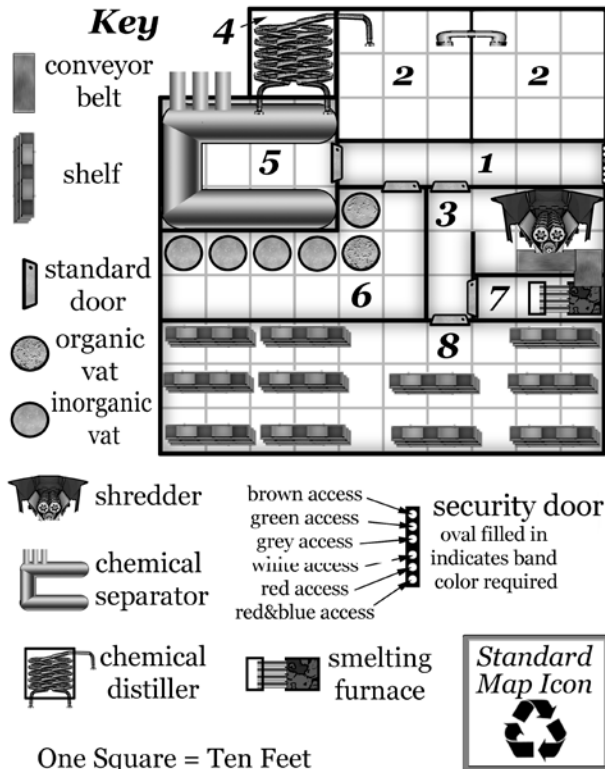 Key
4
2
2
conveyor
belt
5
1
shelf
3
standard
door
6
7
organic
vat
8
inorganic
vat
shredder
brown access
green access
grey access
white access
red access
red&blue access
security door
oval filled in
indicates band
color required
chemical
separator
chemical
distiller
smelting
furnace
Standard
Map Icon
One Square = Ten Feet